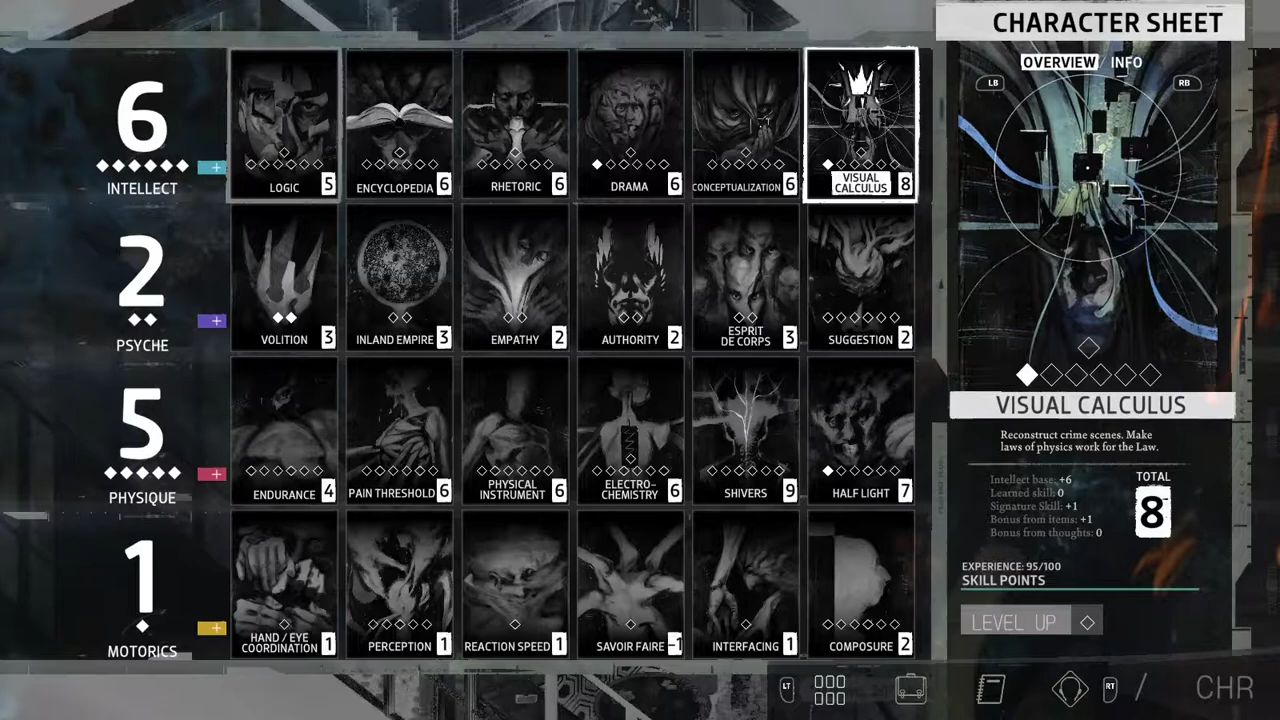 CHARACTER SHEET
OVERVIEW / INFO
LB
RB
6
INTELLECT
+
LOGIC 5
ENCYCLOPEDIA 6
RHETORIC 6
DRAMA 6
CONCEPTUALIZATION 6
VISUAL
CALCULUS 8
2
PSYCHE
+
VOLITION 3
INLAND EMPIRE 3
EMPATHY 2
AUTHORITY 2
ESPRIT
DE CORPS 3
SUGGESTION 2
5
PHYSIQUE
+
ENDURANCE 4
PAIN THRESHOLD 6
PHYSICAL
INSTRUMENT 6
ELECTRO-
CHEMISTRY 6
SHIVERS 9
HALF LIGHT 7
1
MOTORICS
+
HAND / EYE
COORDINATION 1
PERCEPTION 1
REACTION SPEED 1
SAVOIR FAIRE -1
INTERFACING 1
COMPOSURE 2
VISUAL CALCULUS
Reconstruct crime scenes. Make
laws of physics work for the Law.
Intellect base: +6
Learned skill: 0
Signature Skill: +1
Bonus from items: +1
Bonus from thoughts: 0
TOTAL
8
EXPERIENCE: 95/100
SKILL POINTS
LEVEL UP
LT
RT
/ CHR